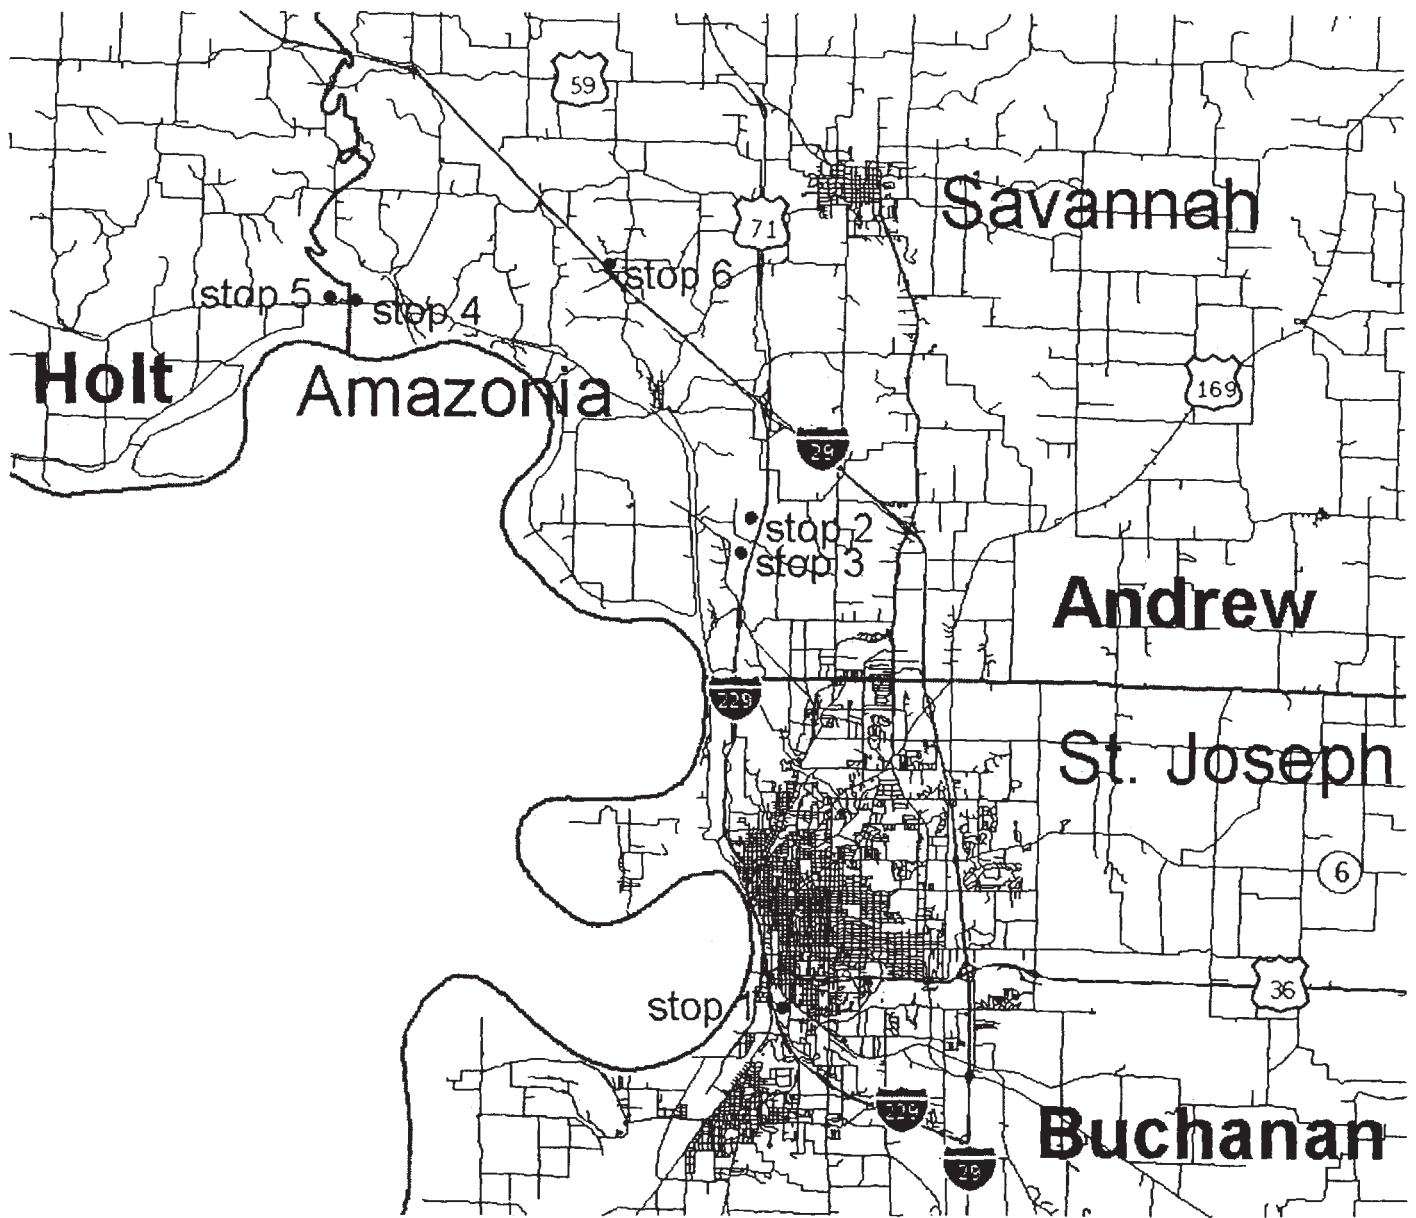 59
Savannah
71
stop 6
stop 5
stop 4
Holt
Amazonia
169
29
stop 2
stop 3
Andrew
229
St. Joseph
6
36
stop 1
229
Buchanan
29